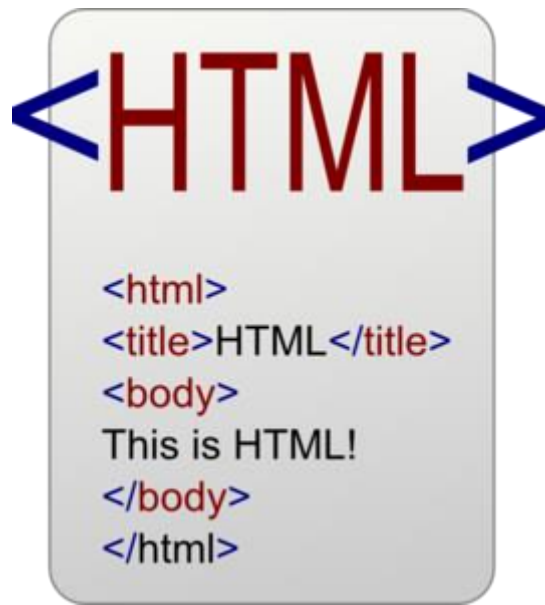 <HTML>
<html>
<title>HTML</title>
<body>
This is HTML!
</body>
</html>